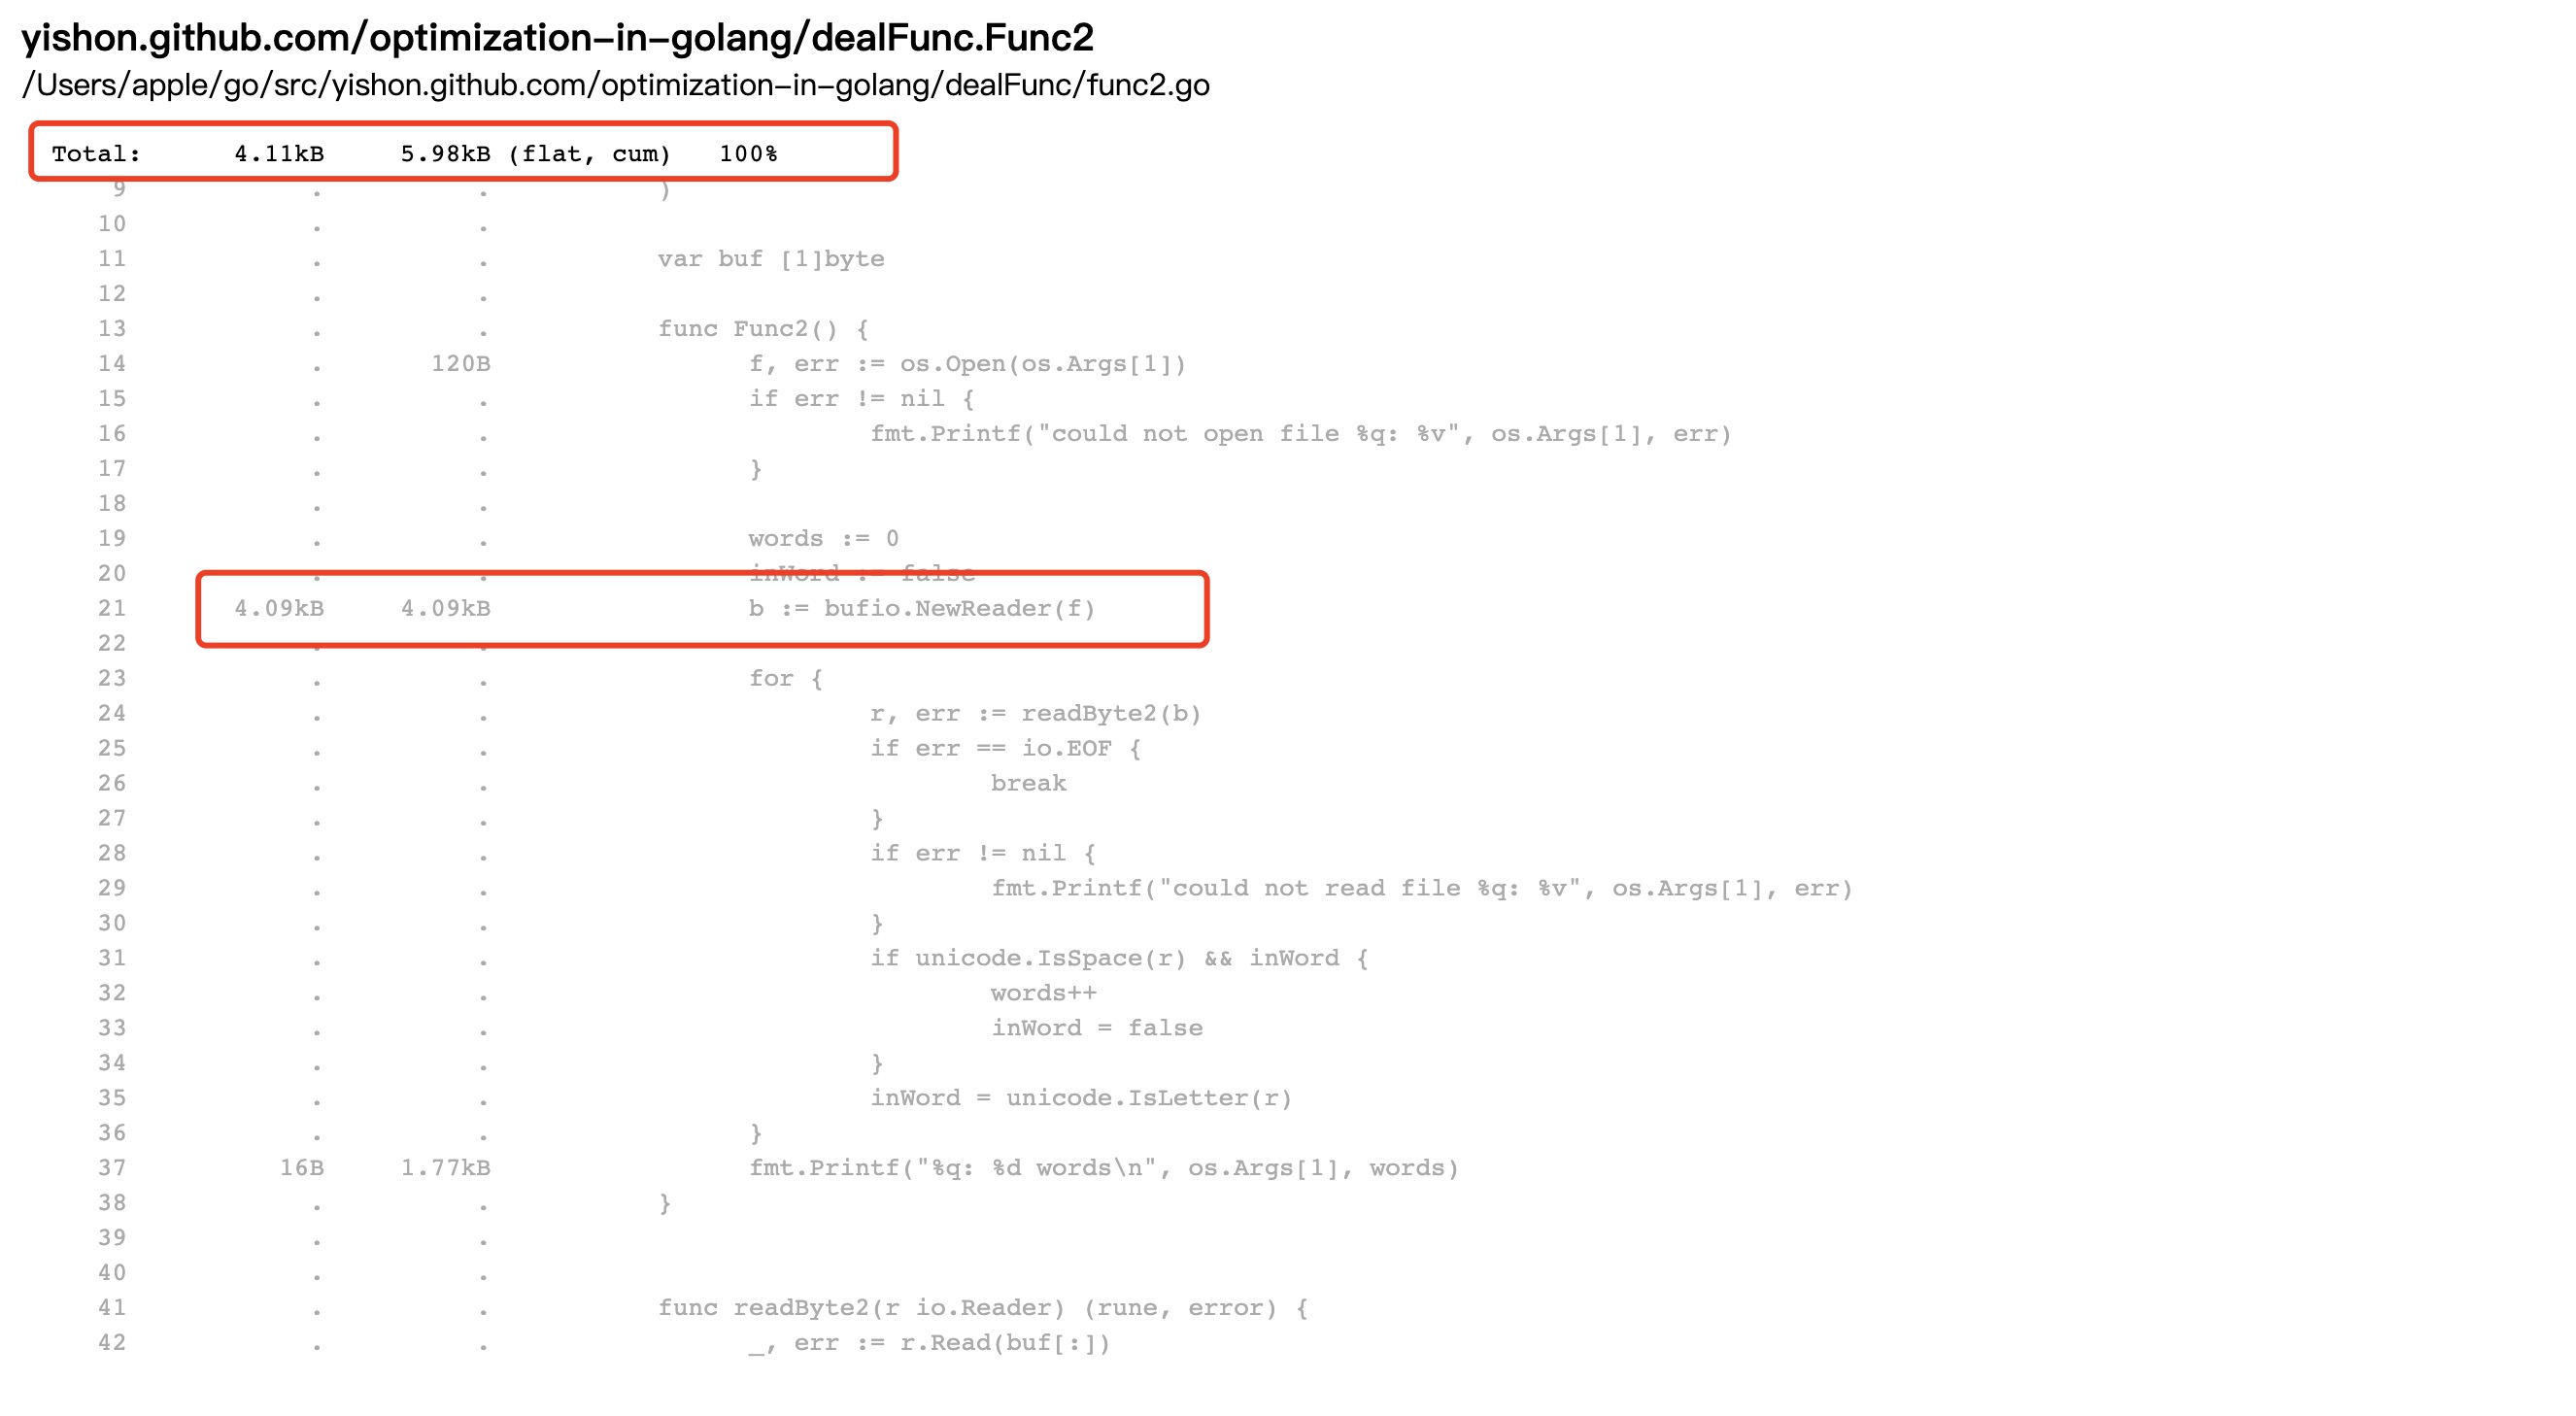 yishon.github.com/optimization-in-golang/dealFunc.Func2
/Users/apple/go/src/yishon.github.com/optimization-in-golang/dealFunc/func2.go
Total: 4.11kB 5.98kB (flat, cum) 100%
9 . . )
10 . .
11 . . var buf [1]byte
12 . .
13 . . func Func2() {
14 . 120B f, err := os.Open(os.Args[1])
15 . . if err != nil {
16 . . fmt.Printf("could not open file %q: %v", os.Args[1], err)
17 . . }
18 . .
19 . . words := 0
20 . . inWord := false
21 4.09kB 4.09kB b := bufio.NewReader(f)
22 . .
23 . . for {
24 . . r, err := readByte2(b)
25 . . if err == io.EOF {
26 . . break
27 . . }
28 . . if err != nil {
29 . . fmt.Printf("could not read file %q: %v", os.Args[1], err)
30 . . }
31 . . if unicode.IsSpace(r) && inWord {
32 . . words++
33 . . inWord = false
34 . . }
35 . . inWord = unicode.IsLetter(r)
36 . . }
37 16B 1.77kB fmt.Printf("%q: %d words\n", os.Args[1], words)
38 . . }
39 . .
40 . .
41 . . func readByte2(r io.Reader) (rune, error) {
42 . . _, err := r.Read(buf[:])